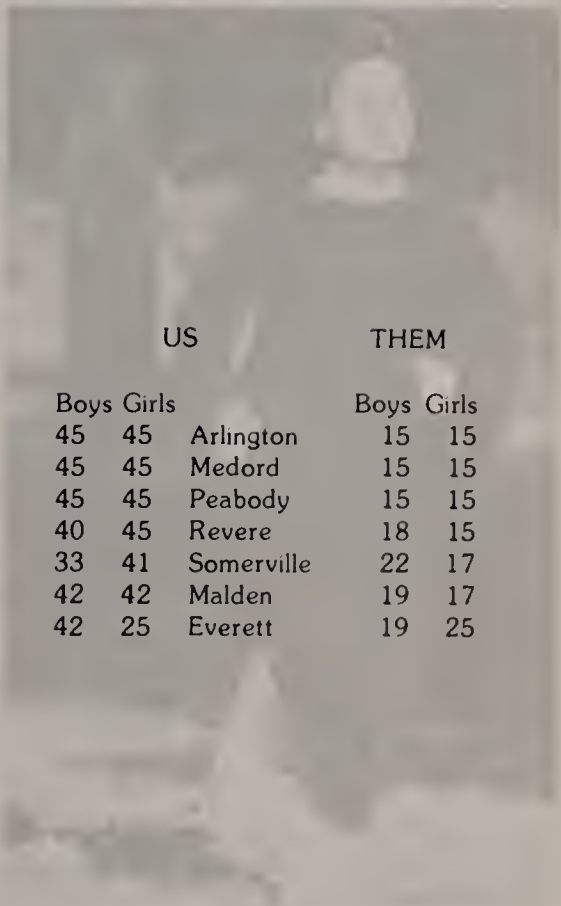 US THEM
Boys Girls Boys Girls
45 45 Arlington 15 15
45 45 Medord 15 15
45 45 Peabody 15 15
40 45 Revere 18 15
33 41 Somerville 22 17
42 42 Malden 19 17
42 25 Everett 19 25